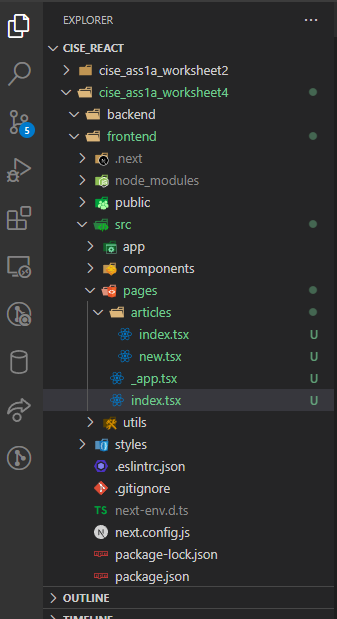 EXPLORER
CISE_REACT
cise_ass1a_worksheet2
cise_ass1a_worksheet4
backend
frontend
.next
node_modules
public
src
app
components
pages
articles
index.tsx U
new.tsx U
_app.tsx U
index.tsx U
utils
styles
.eslintrc.json
.gitignore
TS next-env.d.ts
N next.config.js
package-lock.json
package.json
OUTLINE
TIMELINE
5